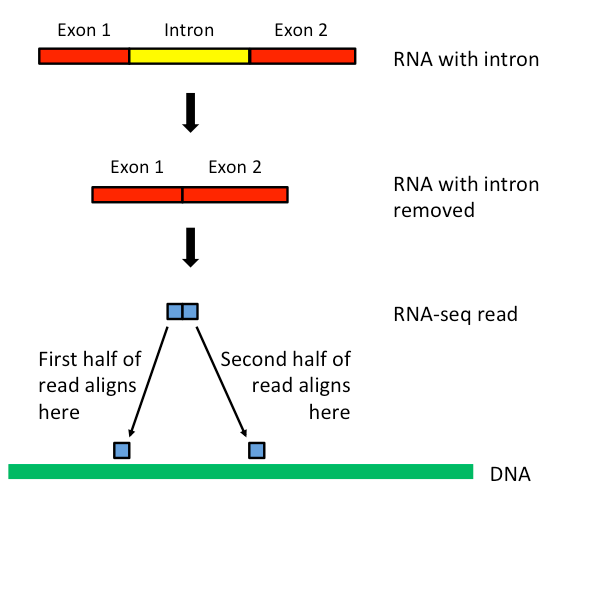 Exon 1
Intron
Exon 2
RNA with intron
Exon 1
Exon 2
RNA with intron
removed
RNA-seq read
First half of
read aligns
here
Second half of
read aligns
here
DNA